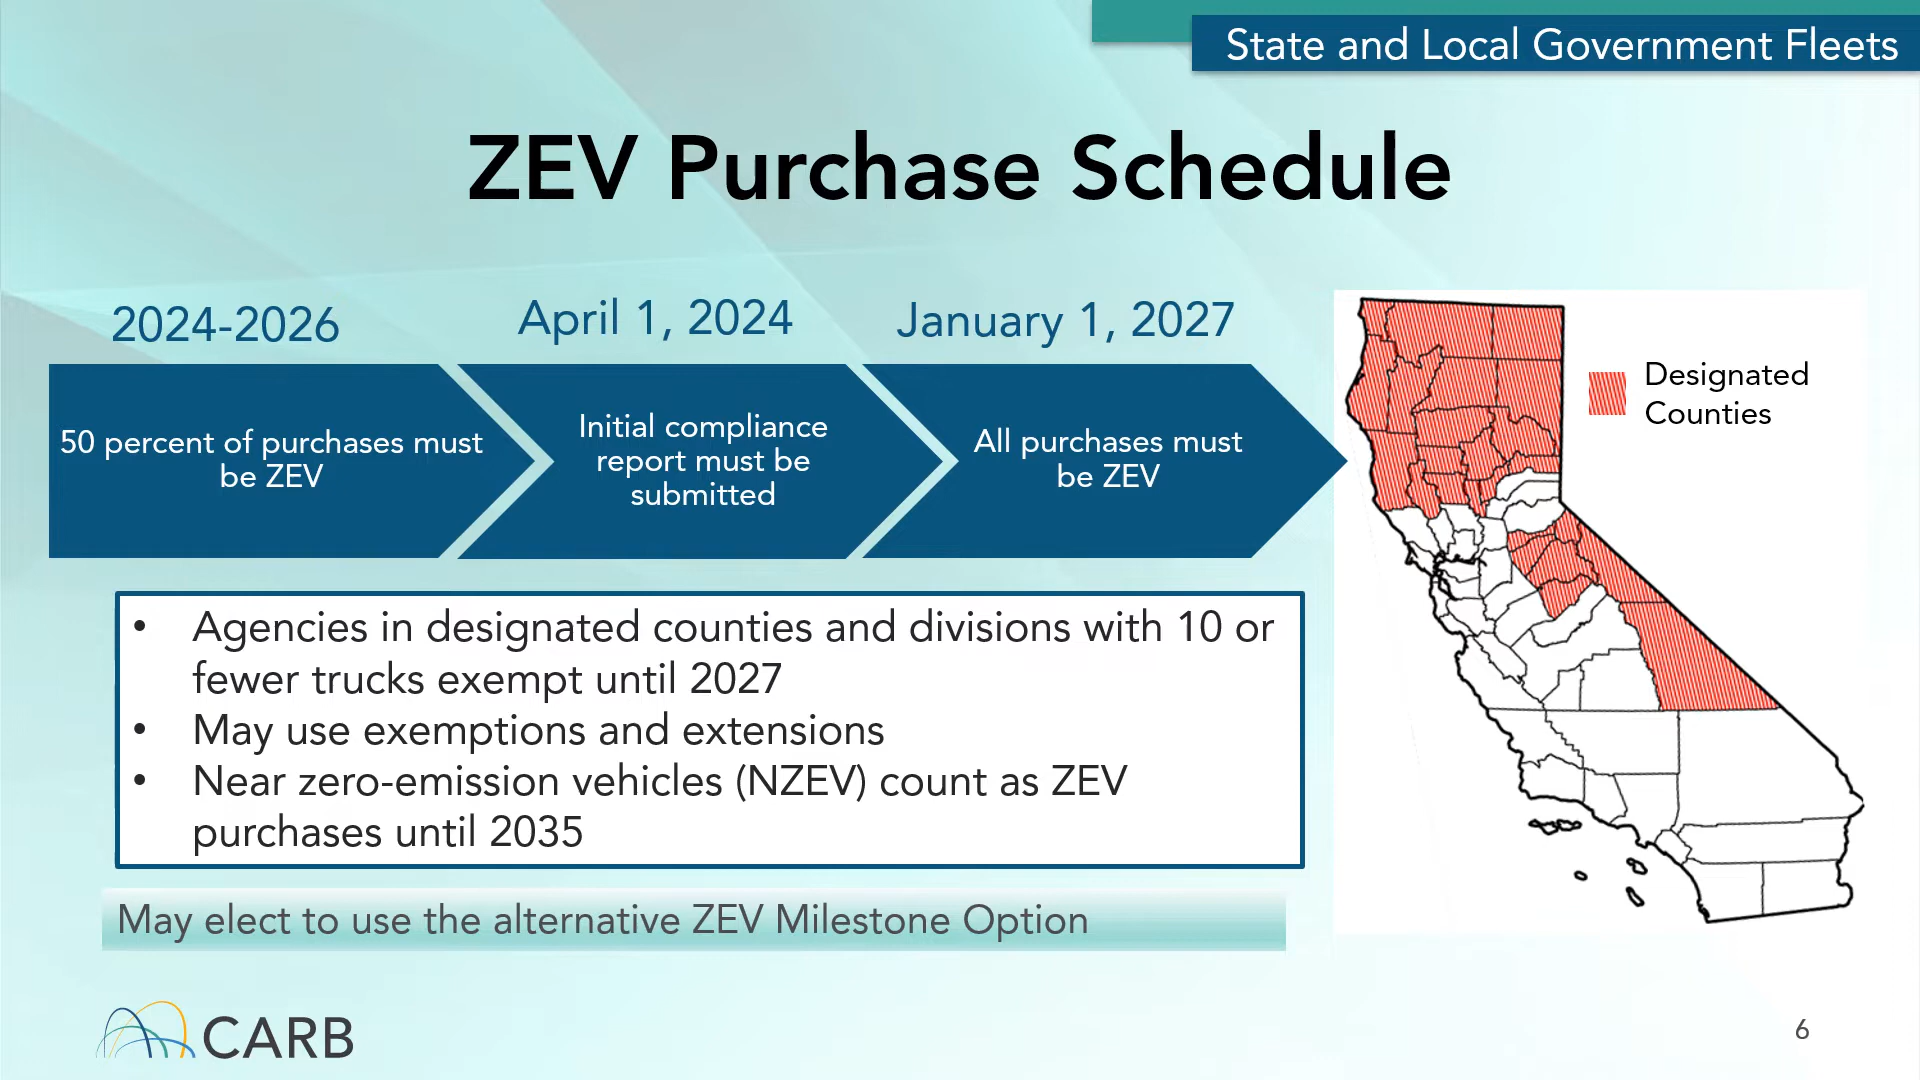 State and Local Government Fleets
ZEV Purchase Schedule
2024-2026
April 1, 2024
January 1, 2027
50 percent of purchases must
be ZEV
Initial compliance
report must be
submitted
All purchases must
be ZEV
Designated
Counties
• Agencies in designated counties and divisions with 10 or
fewer trucks exempt until 2027
• May use exemptions and extensions
• Near zero-emission vehicles (NZEV) count as ZEV
purchases until 2035
May elect to use the alternative ZEV Milestone Option
CARB
6